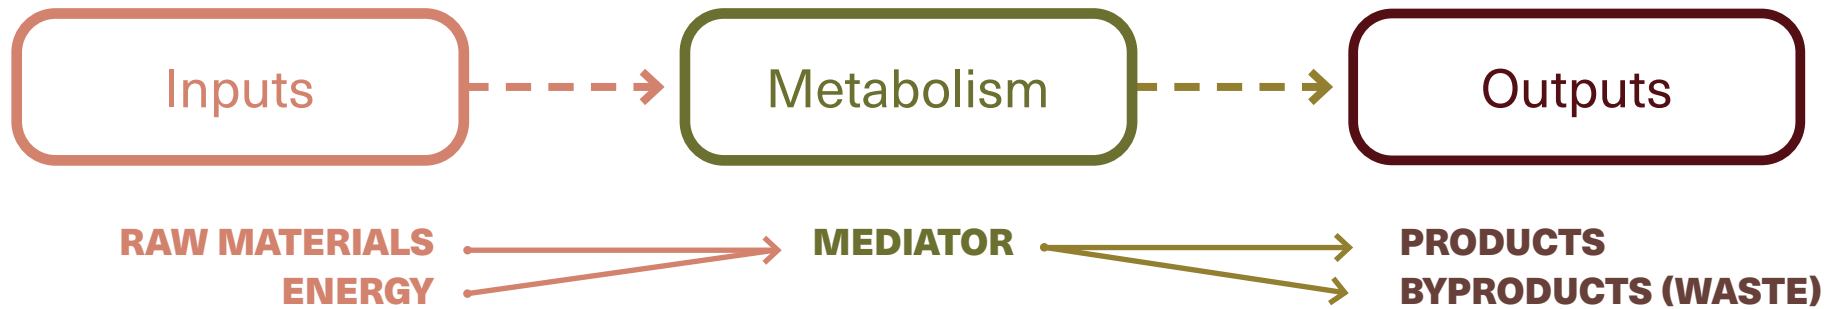 Inputs
Metabolism
Outputs
RAW MATERIALS
ENERGY
MEDIATOR
PRODUCTS
BYPRODUCTS (WASTE)